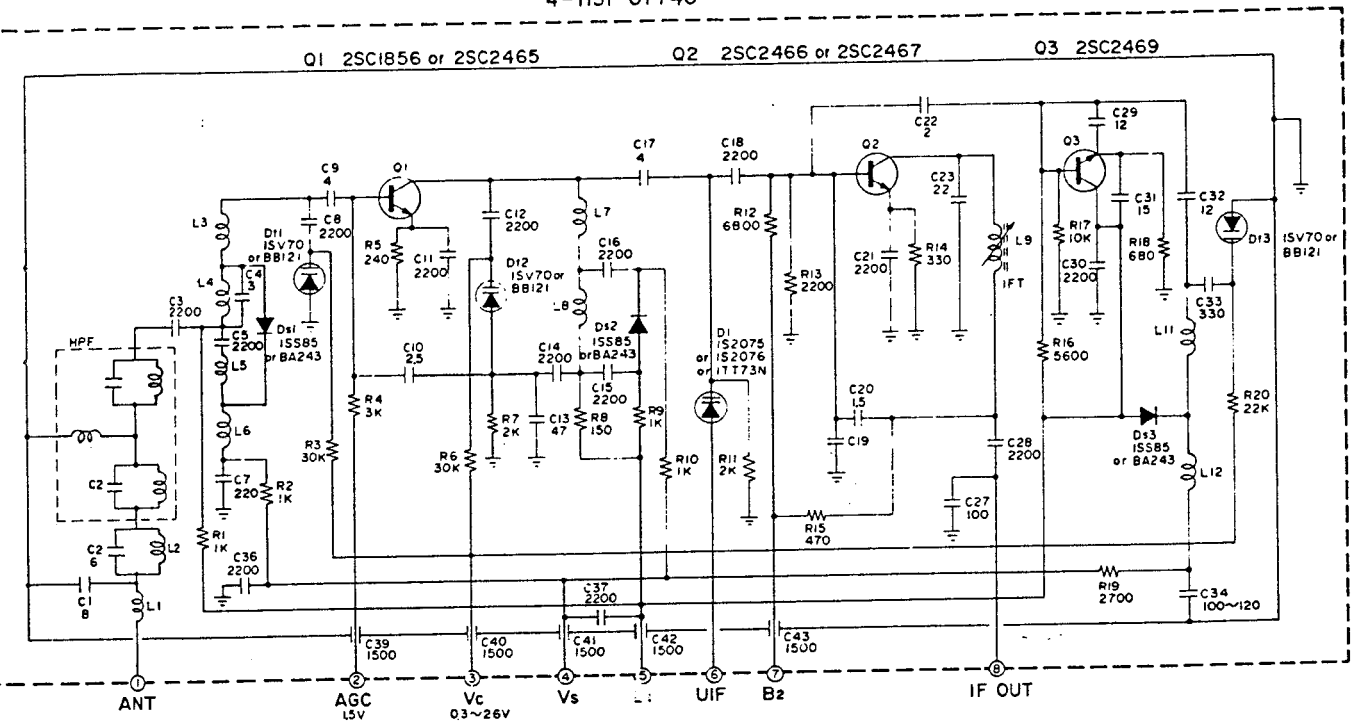 Q1 2SC1856 or 2SC2465
Q2 2SC2466 or 2SC2467
Q3 2SC2469
C22
2
C29
12
C9
4
Q1
C17
4
C18
2200
Q2
Q3
L3
C8
2200
Dt1
1SV70
or BB121
C12
2200
L7
C23
22
C31
15
C32
12
R12
6800
R5
240
C11
2200
C16
2200
R17
10K
R18
680
Dt3
1SV70 or
BB121
L4
C4
3
Dt2
1SV70 or
BB121
R13
2200
C21
2200
R14
330
L9
IFT
C30
2200
C3
2200
L8
C33
330
HPF
C5
2200
Ds1
1SS85
or BA243
Ds2
1SS85
or BA243
D1
1S2075
or 1S2076
or ITT73N
L11
L5
C10
2.5
C14
2200
R16
5600
C15
2200
R4
3K
R7
2K
C13
47
R8
150
R9
1K
C20
1.5
R20
22K
L6
R3
30K
R6
30K
C19
C28
2200
Ds3
1SS85
or BA243
C2
C7
220
R2
1K
R10
1K
R11
2K
L12
C27
100
R1
1K
R15
470
C2
6
L2
C36
2200
C1
8
L1
C37
2200
R19
2700
C34
100~120
C39
1500
C40
1500
C41
1500
C42
1500
C43
1500
1 2 3 4 5 6 7 8
ANT
AGC
1.5V
Vc
0.3~26V
Vs
UIF
B2
IF OUT